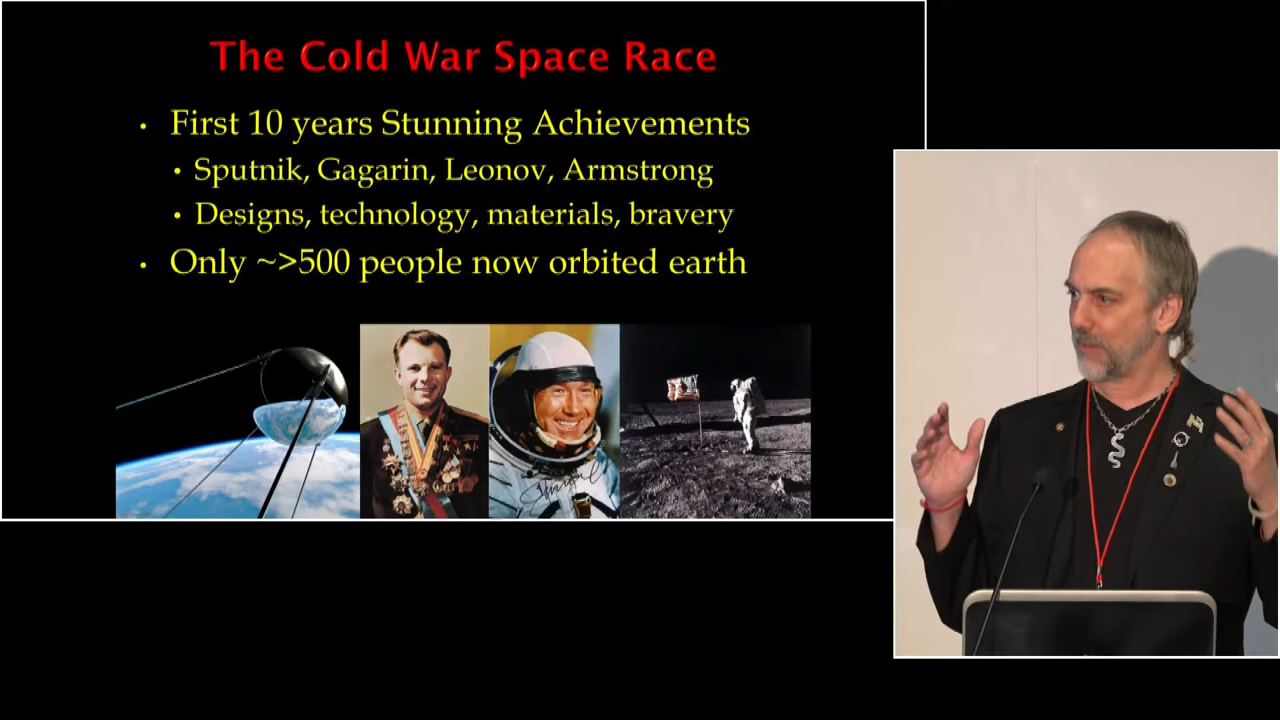 The Cold War Space Race
• First 10 years Stunning Achievements
• Sputnik, Gagarin, Leonov, Armstrong
• Designs, technology, materials, bravery
• Only ~>500 people now orbited earth